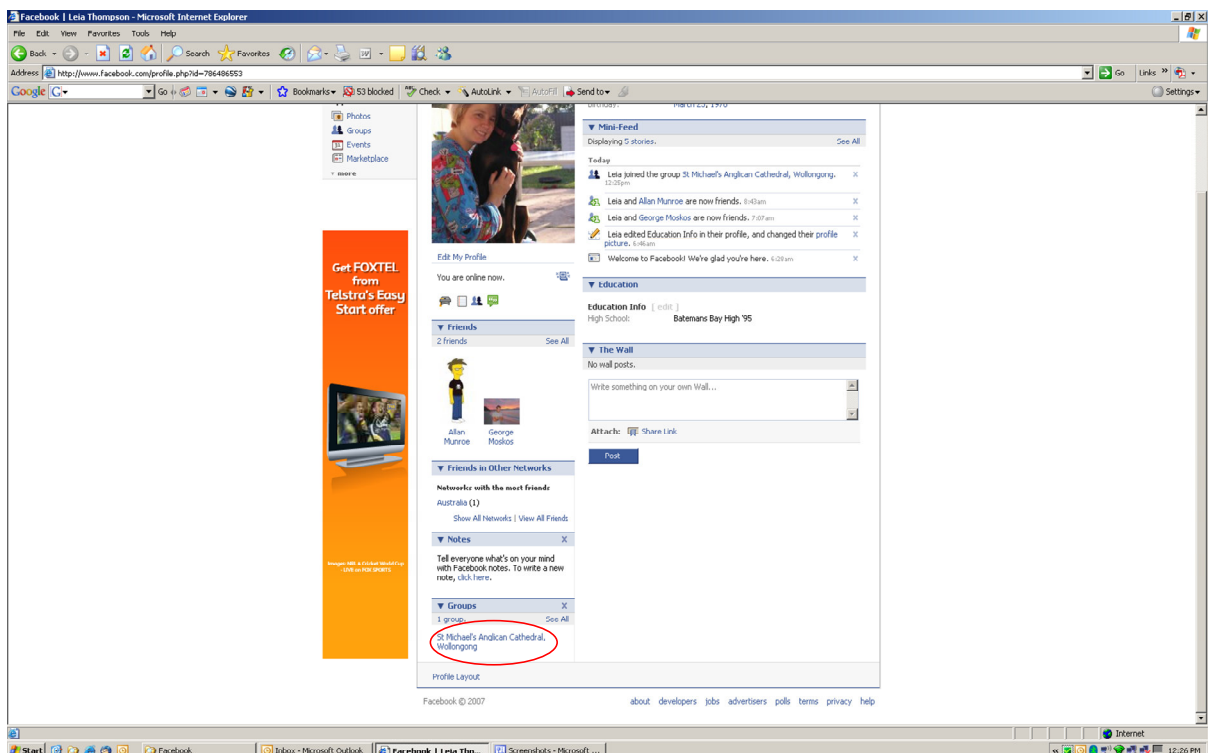 Facebook | Leia Thompson - Microsoft Internet Explorer
File Edit View Favorites Tools Help
Back Search Favorites
Address http://www.facebook.com/profile.php?id=786486553 Go Links »
Google G Go Bookmarks 53 blocked Check AutoLink AutoFill Send to Settings
Photos
Groups
Events
Marketplace
more
Get FOXTEL
from
Telstra's Easy
Start offer
LIVE on FOX SPORTS
Edit My Profile
You are online now.
Friends
2 friends See All
Allan
Munroe
George
Moskos
Friends in Other Networks
Networks with the most friends
Australia (1)
Show All Networks | View All Friends
Notes X
Tell everyone what's on your mind
with Facebook notes. To write a new
note, click here.
Groups X
1 group. See All
St Michael's Anglican Cathedral,
Wollongong
Profile Layout
Birthday: March 25, 1978
Mini-Feed
Displaying 5 stories. See All
Today
Leia joined the group St Michael's Anglican Cathedral, Wollongong. X
12:25pm
Leia and Allan Munroe are now friends. 8:43am X
Leia and George Moskos are now friends. 7:07am X
Leia edited Education Info in their profile, and changed their profile X
picture. 6:46am
Welcome to Facebook! We're glad you're here. 6:28am X
Education
Education Info [ edit ]
High School: Batemans Bay High '95
The Wall
No wall posts.
Write something on your own Wall...
Attach: Share Link
Post
Facebook © 2007 about developers jobs advertisers polls terms privacy help
Internet
Start Facebook Inbox - Microsoft Outlook Facebook | Leia Tho... Screenshots - Microsoft ... 12:26 PM